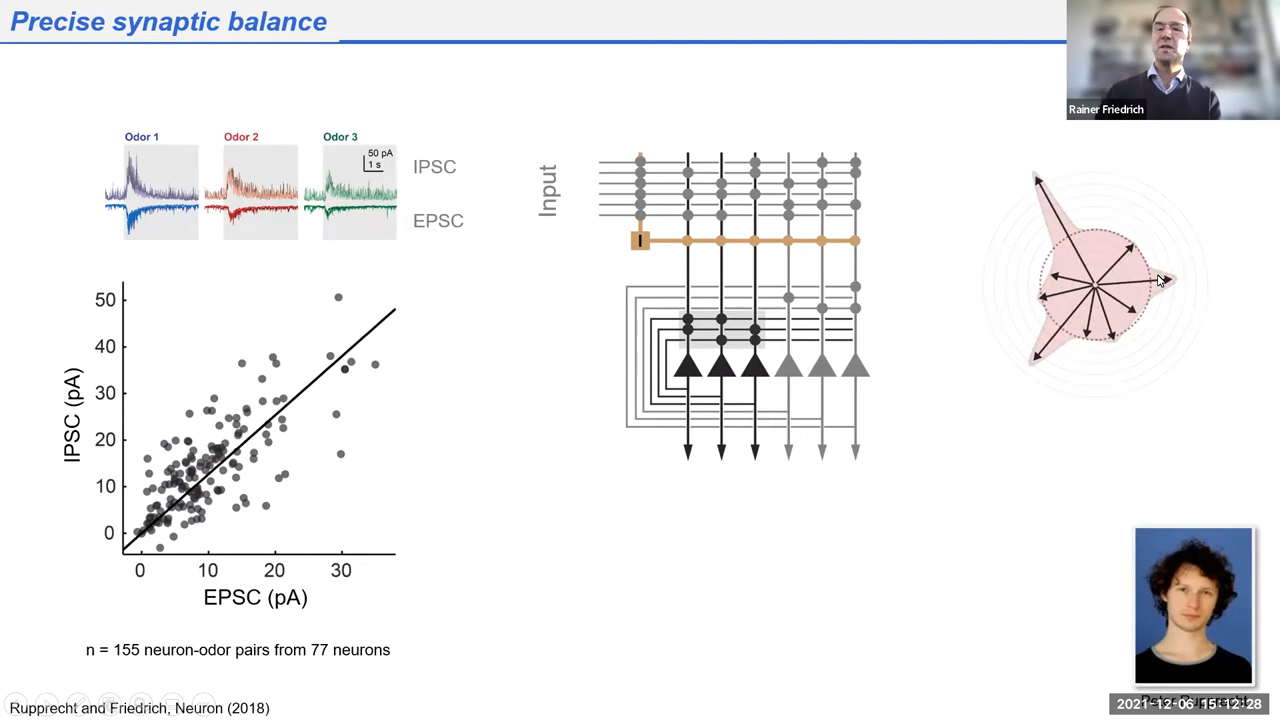 Precise synaptic balance
Rainer Friedrich
Odor 1
Odor 2
Odor 3
50 pA
1 s
IPSC
EPSC
Input
I
50
40
30
20
10
0
IPSC (pA)
0
10
20
30
EPSC (pA)
n = 155 neuron-odor pairs from 77 neurons
Rupprecht and Friedrich, Neuron (2018)
Peter Rupprecht
2021-12-06 15:12:28